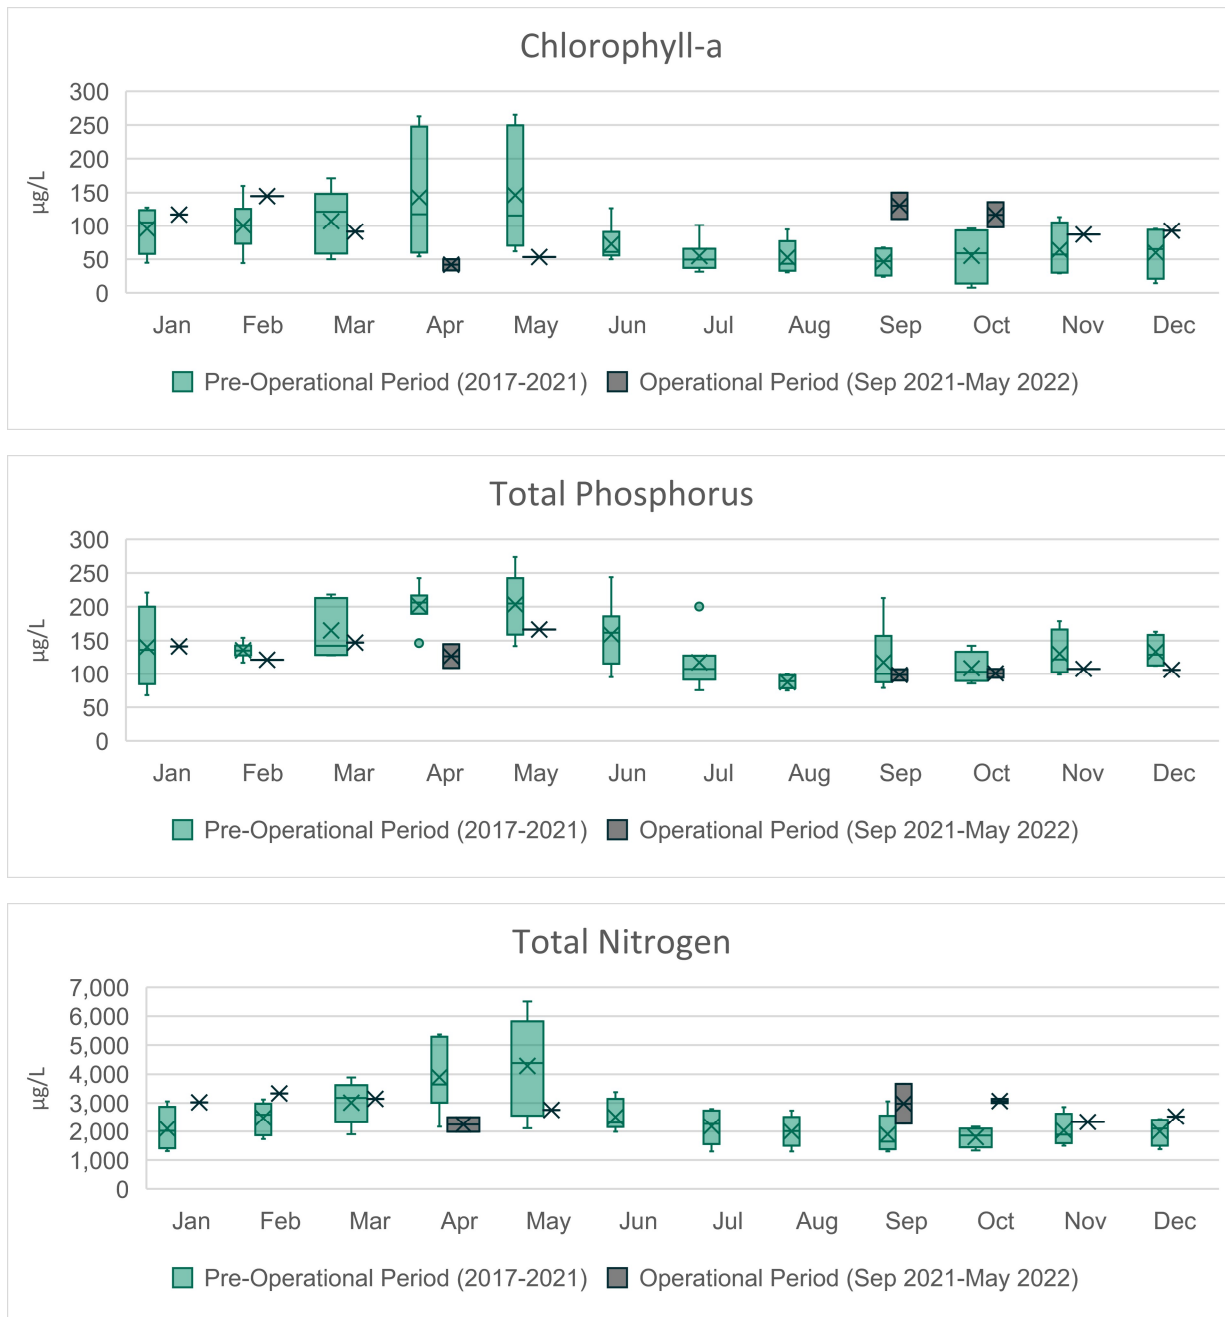 Chlorophyll-a
300
250
200
150
100
50
0
µg/L
Jan Feb Mar Apr May Jun Jul Aug Sep Oct Nov Dec
Pre-Operational Period (2017-2021) Operational Period (Sep 2021-May 2022)
Total Phosphorus
300
250
200
150
100
50
0
µg/L
Jan Feb Mar Apr May Jun Jul Aug Sep Oct Nov Dec
Pre-Operational Period (2017-2021) Operational Period (Sep 2021-May 2022)
Total Nitrogen
7,000
6,000
5,000
4,000
3,000
2,000
1,000
0
µg/L
Jan Feb Mar Apr May Jun Jul Aug Sep Oct Nov Dec
Pre-Operational Period (2017-2021) Operational Period (Sep 2021-May 2022)